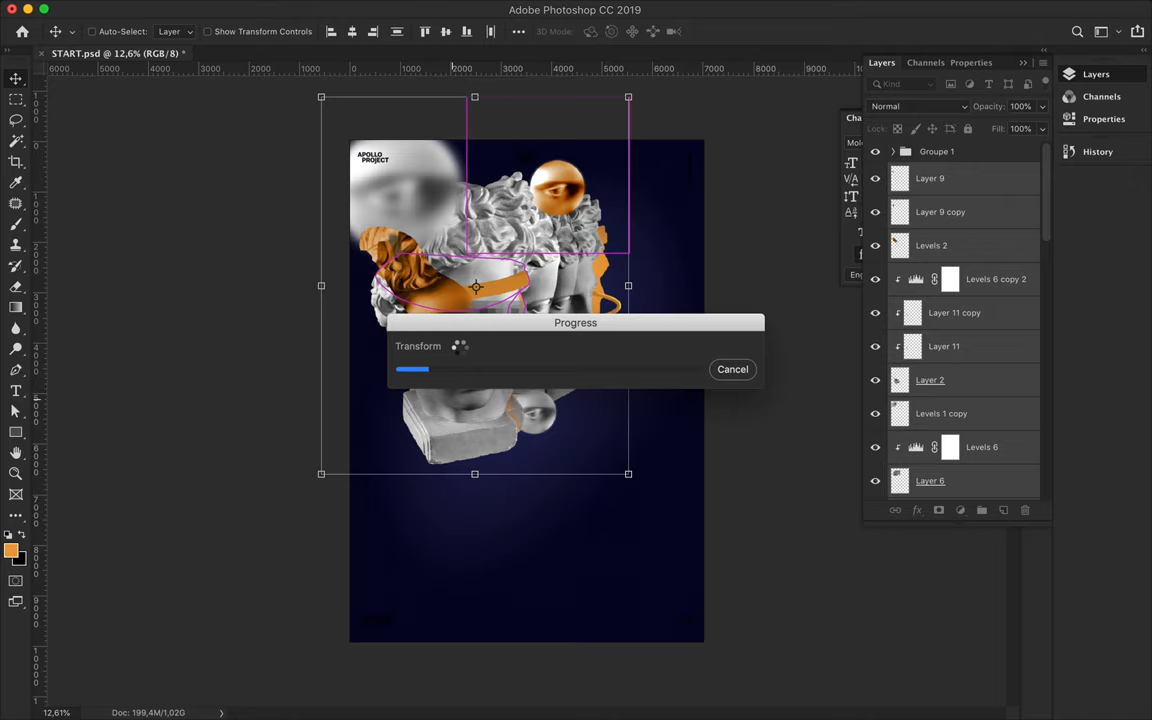 Adobe Photoshop CC 2019
Auto-Select:
Layer
Show Transform Controls
3D Mode:
START.psd @ 12,6% (RGB/8) *
6000
5000
4000
3000
2000
1000
0
1000
2000
3000
4000
5000
6000
7000
8000
9000
APOLLO
PROJECT
Progress
Transform
Cancel
Layers
Channels
Properties
Kind
Normal
Opacity:
100%
Lock:
Fill:
100%
Groupe 1
Layer 9
Layer 9 copy
Levels 2
Levels 6 copy 2
Layer 11 copy
Layer 11
Layer 2
Levels 1 copy
Levels 6
Layer 6
Layers
Channels
Properties
History
Cha
Mol
Eng
12,61%
Doc: 199,4M/1,02G